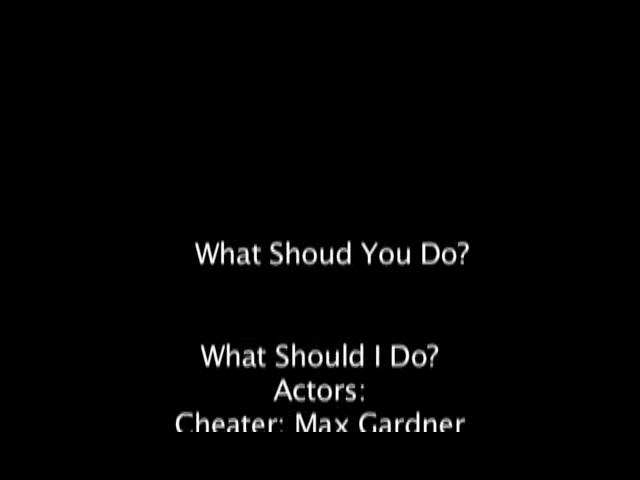 What Shoud You Do?
What Should I Do?
Actors:
Cheater: Max Gardner